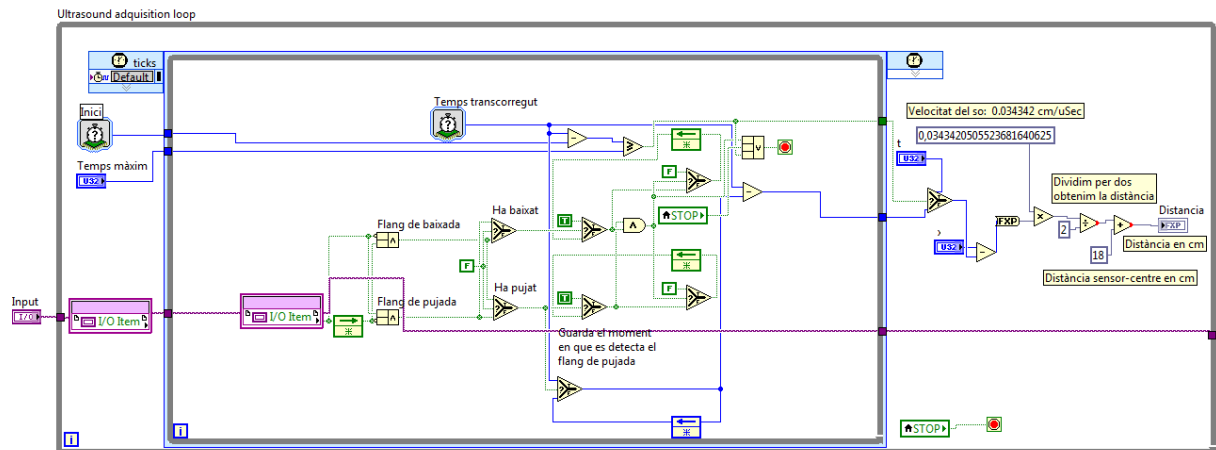 Ultrasound adquisition loop
ticks
Default
Inici
Temps transcorregut
Temps màxim
U32
Velocitat del so: 0.034342 cm/uSec
0,0343420505523681640625
t
U32
F
T
STOP
Flang de baixada
Ha baixat
F
Flang de pujada
Ha pujat
T
F
Dividim per dos
obtenim la distància
FXP
2
18
Distancia
FXP
Distància en cm
Distància sensor-centre en cm
U32
Input
I/O
I/O Item
I/O Item
Guarda el moment
en que es detecta el
flang de pujada
i
i
STOP